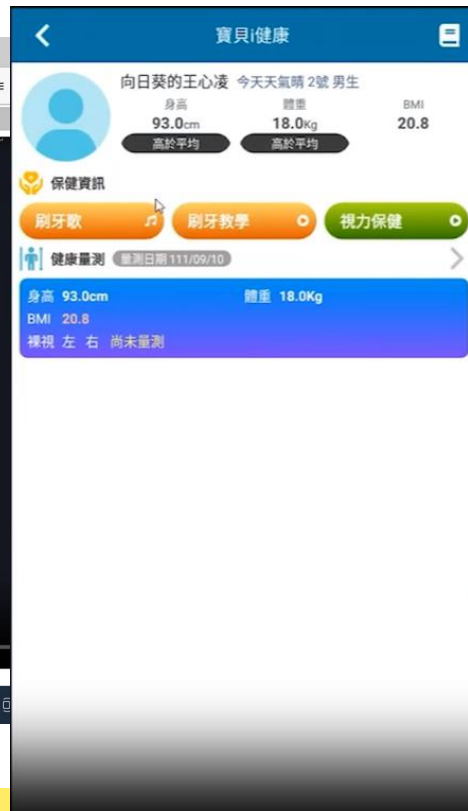 寶貝i健康
向日葵的王心凌 今天天氣晴 2號 男生
身高 體重 BMI
93.0cm 18.0Kg 20.8
高於平均 高於平均
保健資訊
刷牙歌 刷牙教學 視力保健
健康量測 量測日期 111/09/10
身高 93.0cm 體重 18.0Kg
BMI 20.8
裸視 左 右 尚未量測